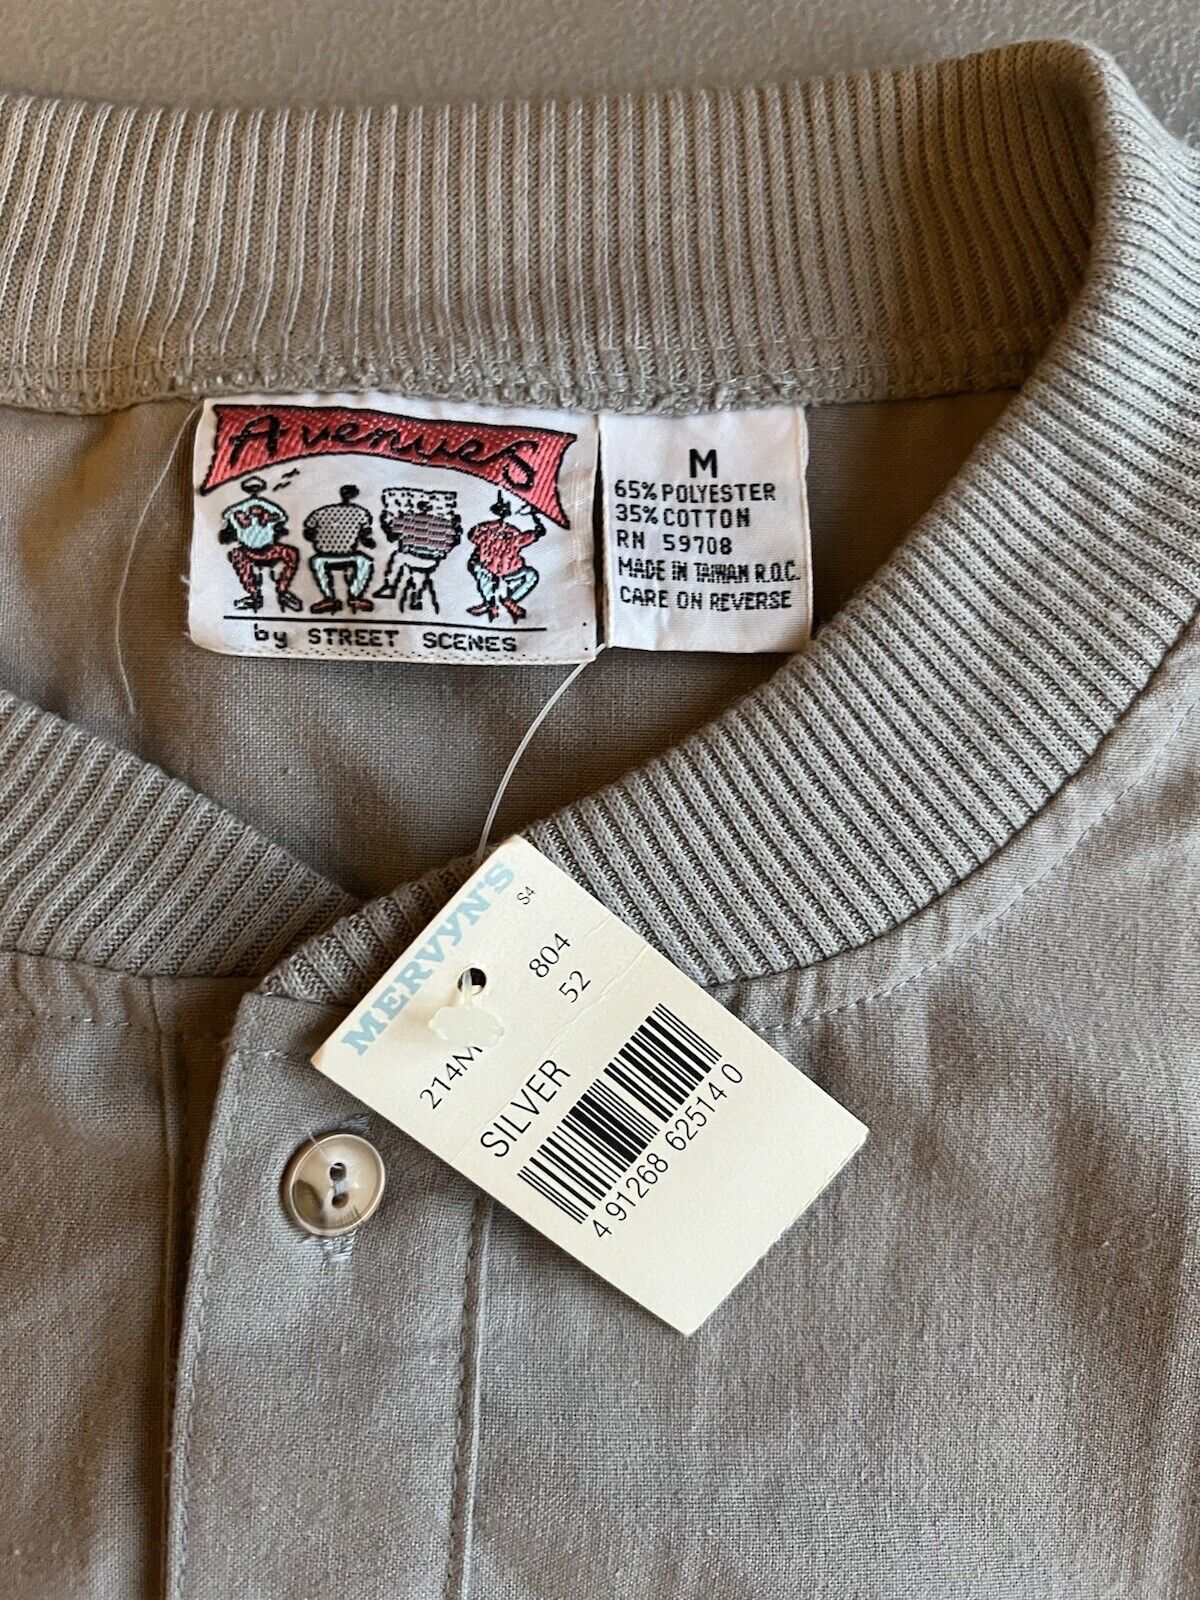 Avenues
by STREET SCENES
M
65% POLYESTER
35% COTTON
RN 59708
MADE IN TAIWAN R.O.C.
CARE ON REVERSE
MERVYN'S
S4
804
52
214M
SILVER
4 91268 62514 0